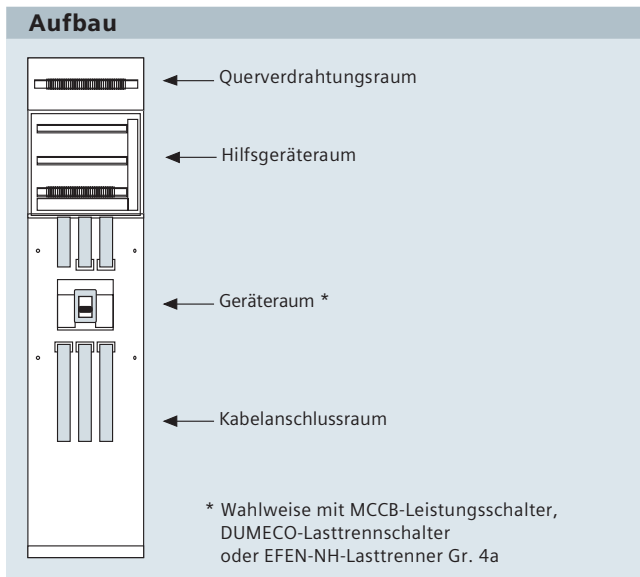 Aufbau
Querverdrahtungsraum
Hilfsgeräteraum
Geräteraum *
Kabelanschlussraum
* Wahlweise mit MCCB-Leistungsschalter,
DUMECO-Lasttrennschalter
oder EFEN-NH-Lasttrenner Gr. 4a